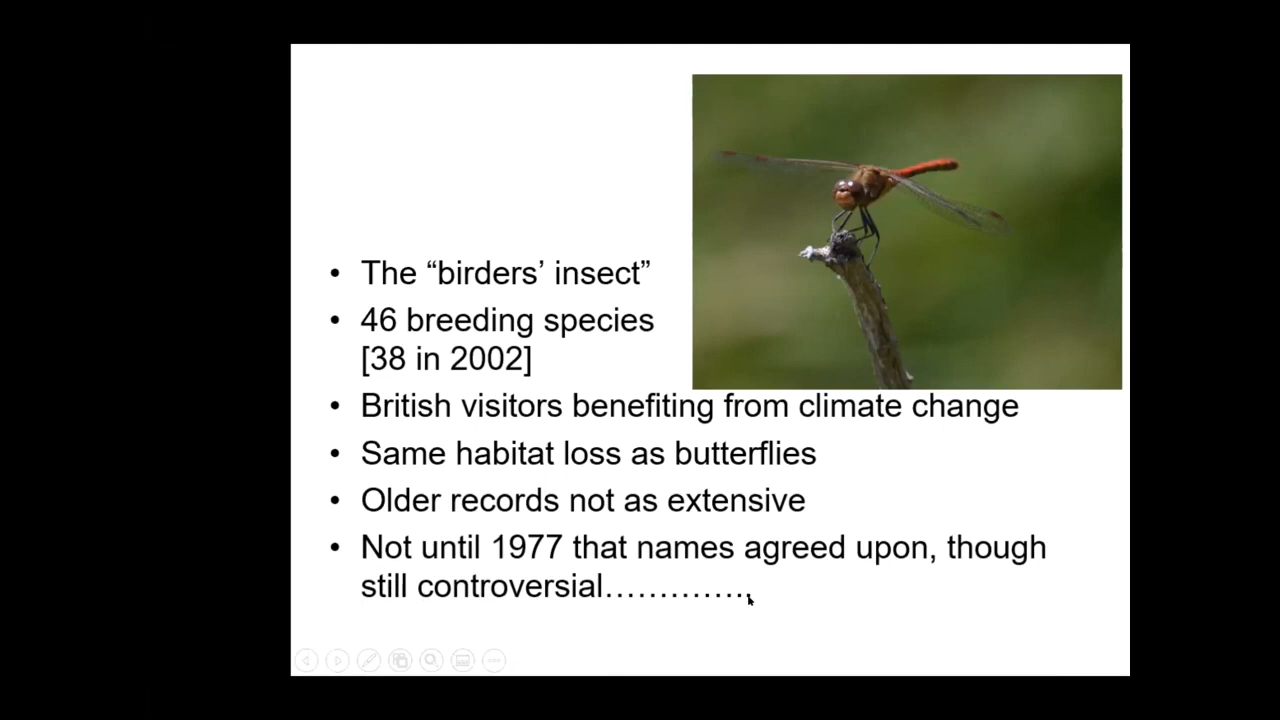 • The “birders’ insect”
• 46 breeding species
[38 in 2002]
• British visitors benefiting from climate change
• Same habitat loss as butterflies
• Older records not as extensive
• Not until 1977 that names agreed upon, though
still controversial…………..